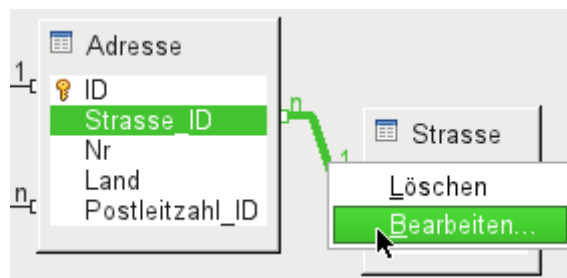 Adresse
1
ID
Strasse_ID
n
Nr
Land
n
Postleitzahl_ID
Strasse
1
Löschen
Bearbeiten...